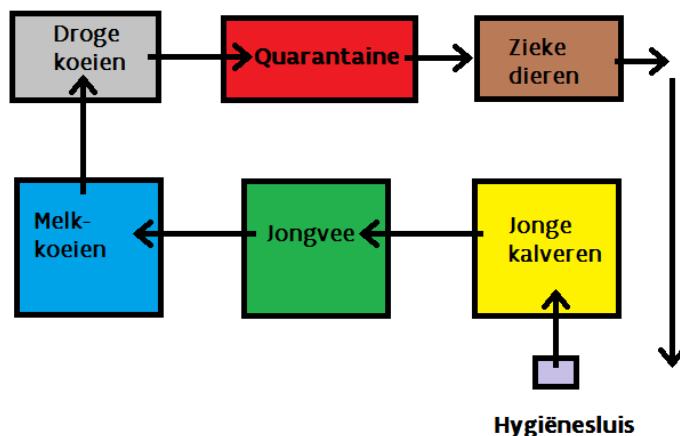 Droge
koeien
Quarantaine
Zieke
dieren
Melk-
koeien
Jongvee
Jonge
kalveren
Hygiënesluis